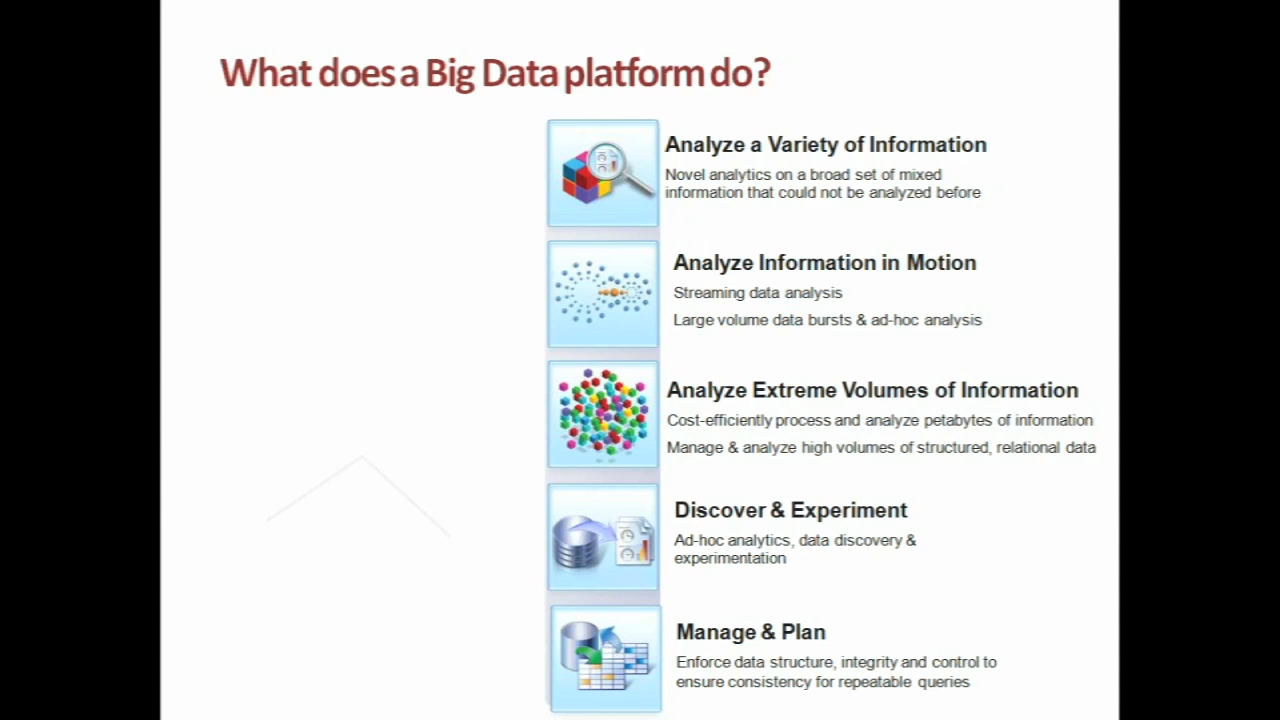 What does a Big Data platform do?
Analyze a Variety of Information
Novel analytics on a broad set of mixed
information that could not be analyzed before
Analyze Information in Motion
Streaming data analysis
Large volume data bursts & ad-hoc analysis
Analyze Extreme Volumes of Information
Cost-efficiently process and analyze petabytes of information
Manage & analyze high volumes of structured, relational data
Discover & Experiment
Ad-hoc analytics, data discovery &
experimentation
Manage & Plan
Enforce data structure, integrity and control to
ensure consistency for repeatable queries